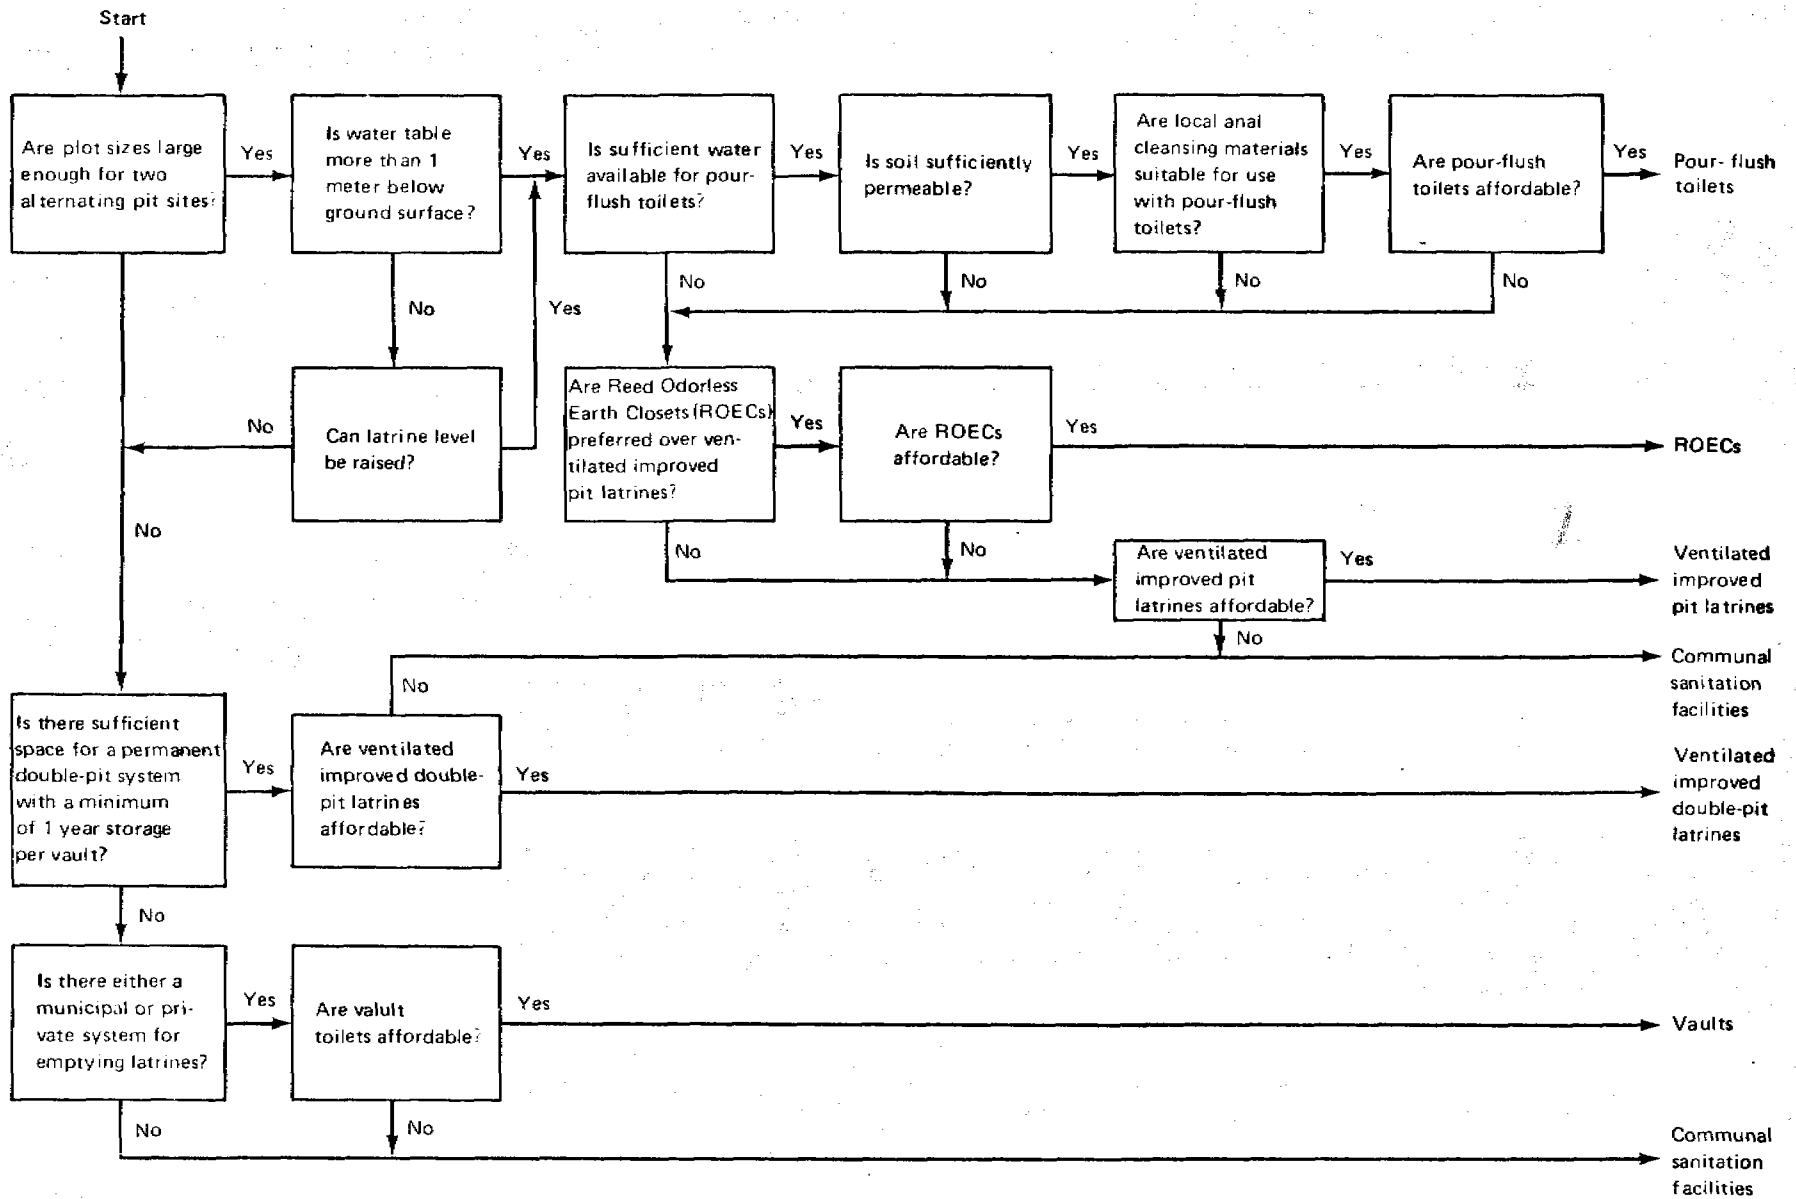 Start
Are plot sizes large
enough for two
alternating pit sites?
Yes
Is water table
more than 1
meter below
ground surface?
Yes
Is sufficient water
available for pour-
flush toilets?
Yes
Is soil sufficiently
permeable?
Yes
Are local anal
cleansing materials
suitable for use
with pour-flush
toilets?
Yes
Are pour-flush
toilets affordable?
Yes
Pour- flush
toilets
No
No
No
No
No
Yes
Can latrine level
be raised?
No
No
Are Reed Odorless
Earth Closets (ROECs)
preferred over ven-
tilated improved
pit latrines?
Yes
Are ROECs
affordable?
Yes
ROECs
No
No
Are ventilated
improved pit
latrines affordable?
Yes
Ventilated
improved
pit latrines
No
Communal
sanitation
facilities
No
Is there sufficient
space for a permanent
double-pit system
with a minimum
of 1 year storage
per vault?
Yes
Are ventilated
improved double-
pit latrines
affordable?
Yes
Ventilated
improved
double-pit
latrines
No
Is there either a
municipal or pri-
vate system for
emptying latrines?
Yes
Are valult
toilets affordable?
Yes
Vaults
No
No
Communal
sanitation
facilities